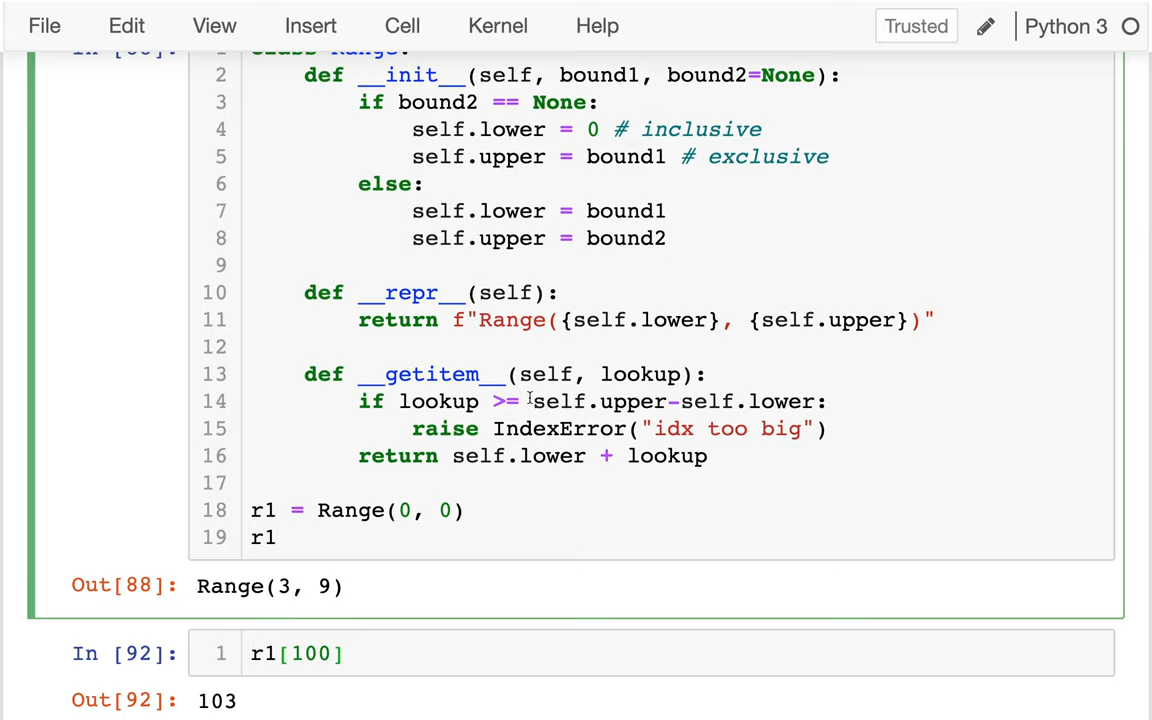 File Edit View Insert Cell Kernel Help Trusted Python 3
1
2 def __init__(self, bound1, bound2=None):
3 if bound2 == None:
4 self.lower = 0 # inclusive
5 self.upper = bound1 # exclusive
6 else:
7 self.lower = bound1
8 self.upper = bound2
9
10 def __repr__(self):
11 return f"Range({self.lower}, {self.upper})"
12
13 def __getitem__(self, lookup):
14 if lookup >= self.upper-self.lower:
15 raise IndexError("idx too big")
16 return self.lower + lookup
17
18 r1 = Range(0, 0)
19 r1
Out[88]: Range(3, 9)
In [92]: 1 r1[100]
Out[92]: 103